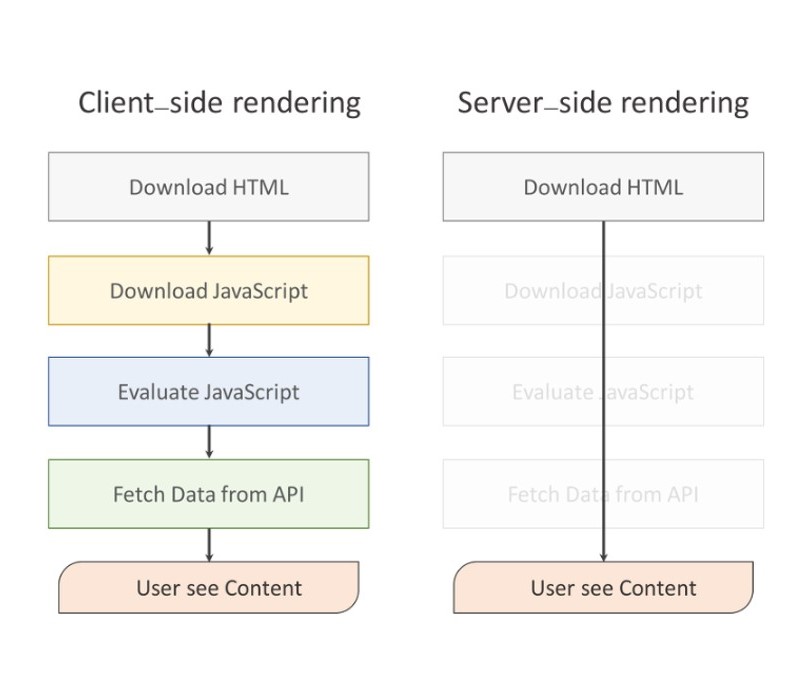 Client-side rendering
Download HTML
Download JavaScript
Evaluate JavaScript
Fetch Data from API
User see Content
Server-side rendering
Download HTML
Download JavaScript
Evaluate JavaScript
Fetch Data from API
User see Content